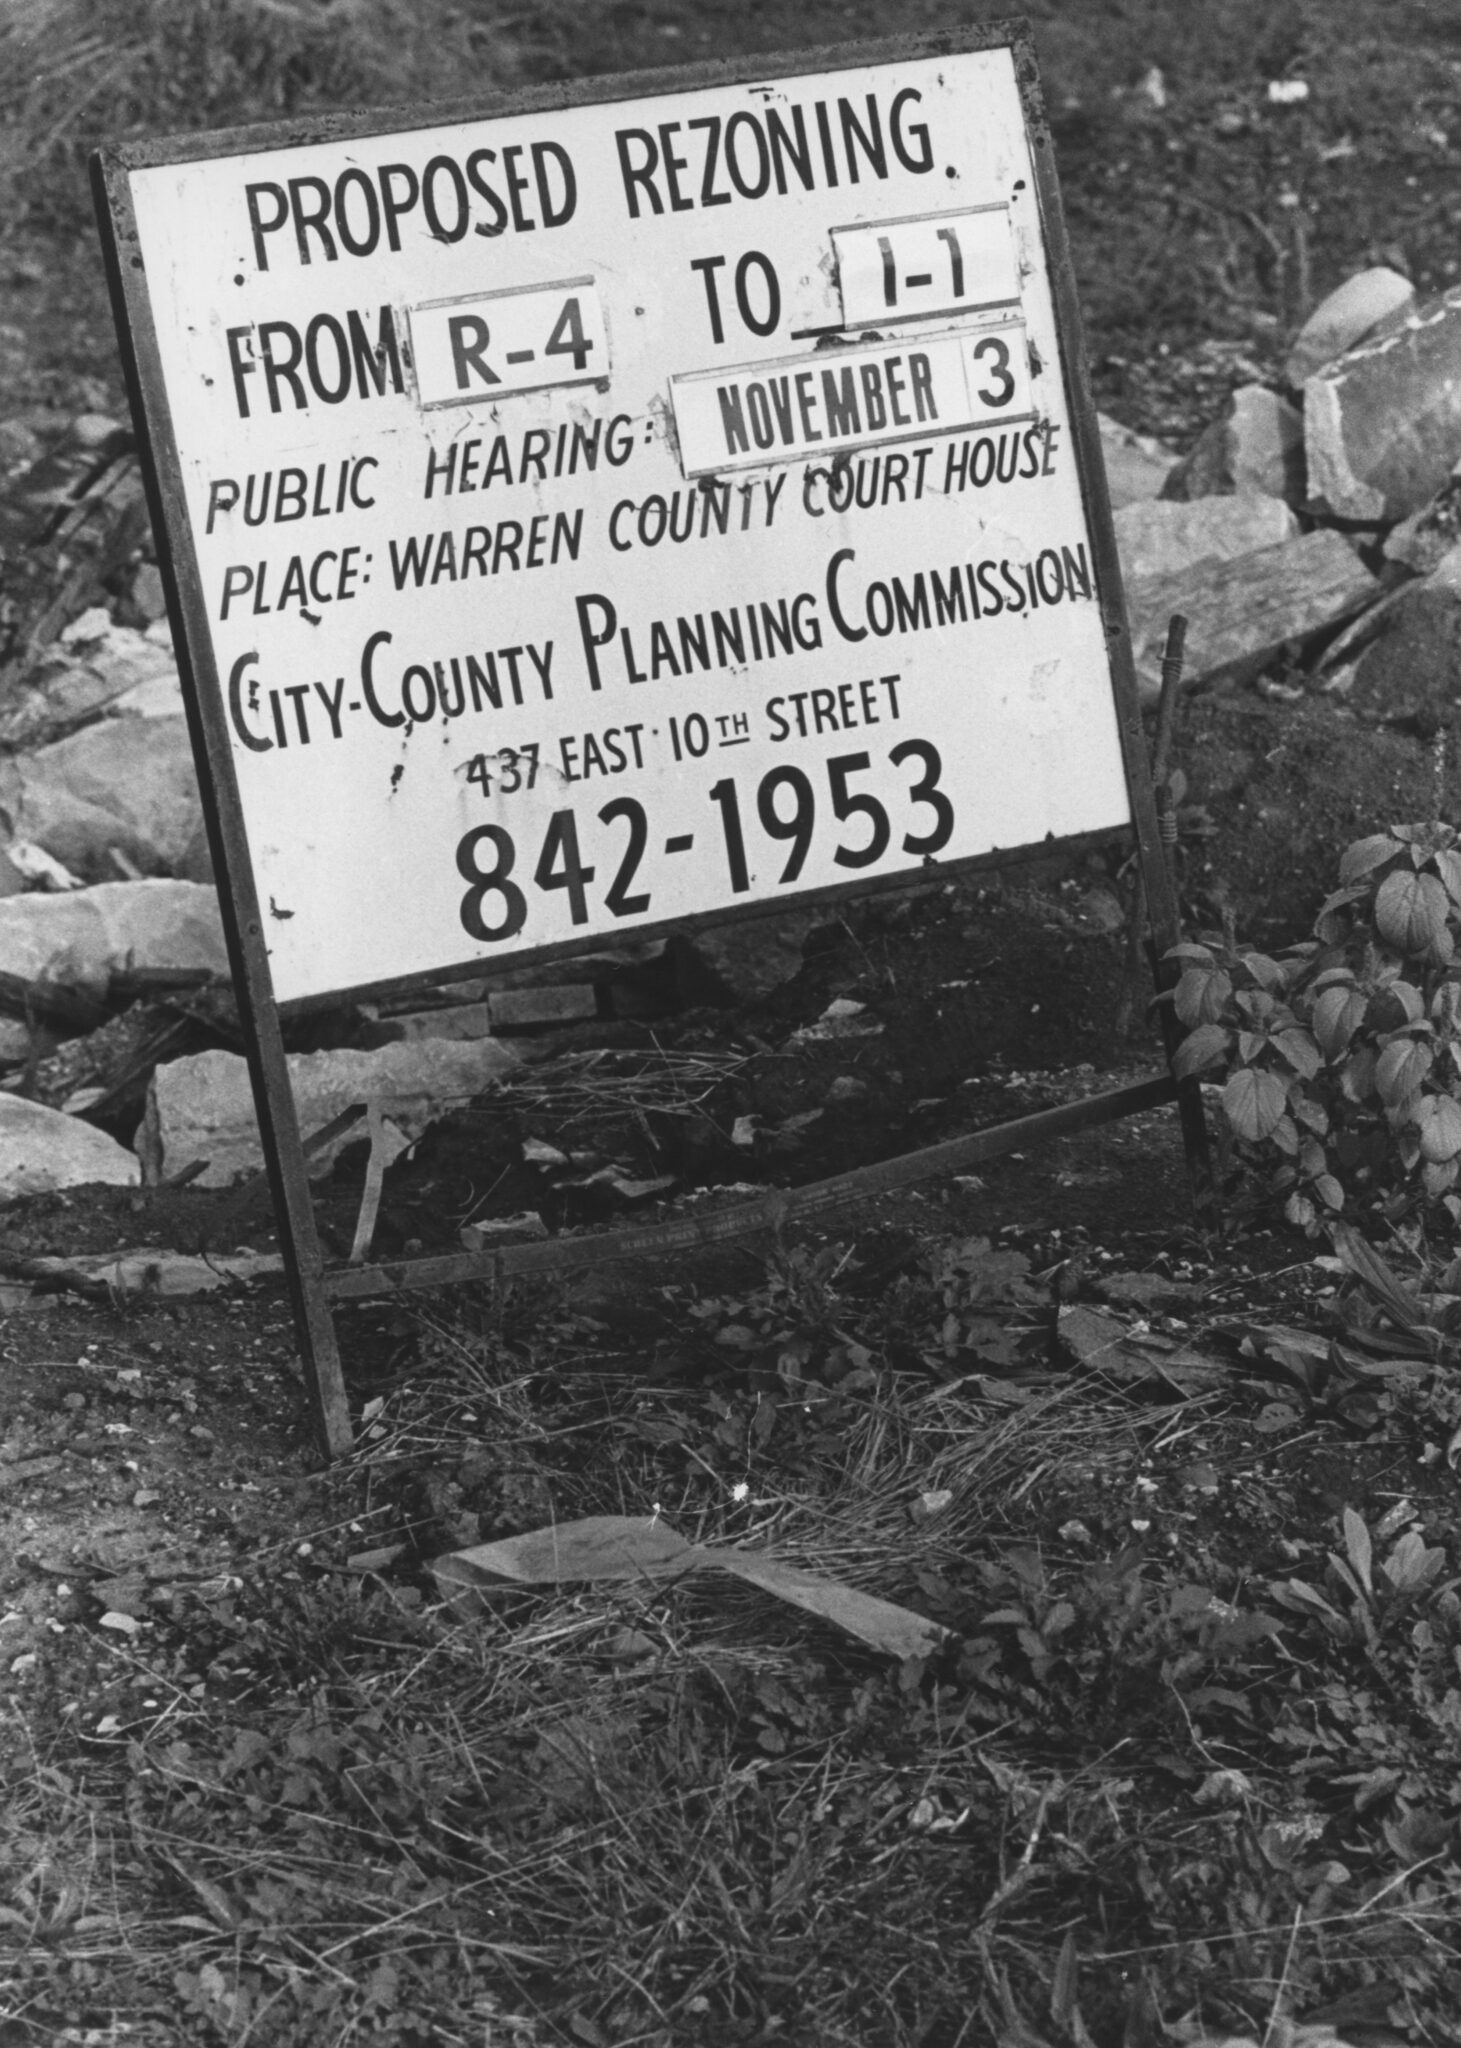 PROPOSED REZONING
FROM R-4 TO I-1
PUBLIC HEARING: NOVEMBER 3
PLACE: WARREN COUNTY COURT HOUSE
CITY-COUNTY PLANNING COMMISSION
437 EAST 10TH STREET
842-1953